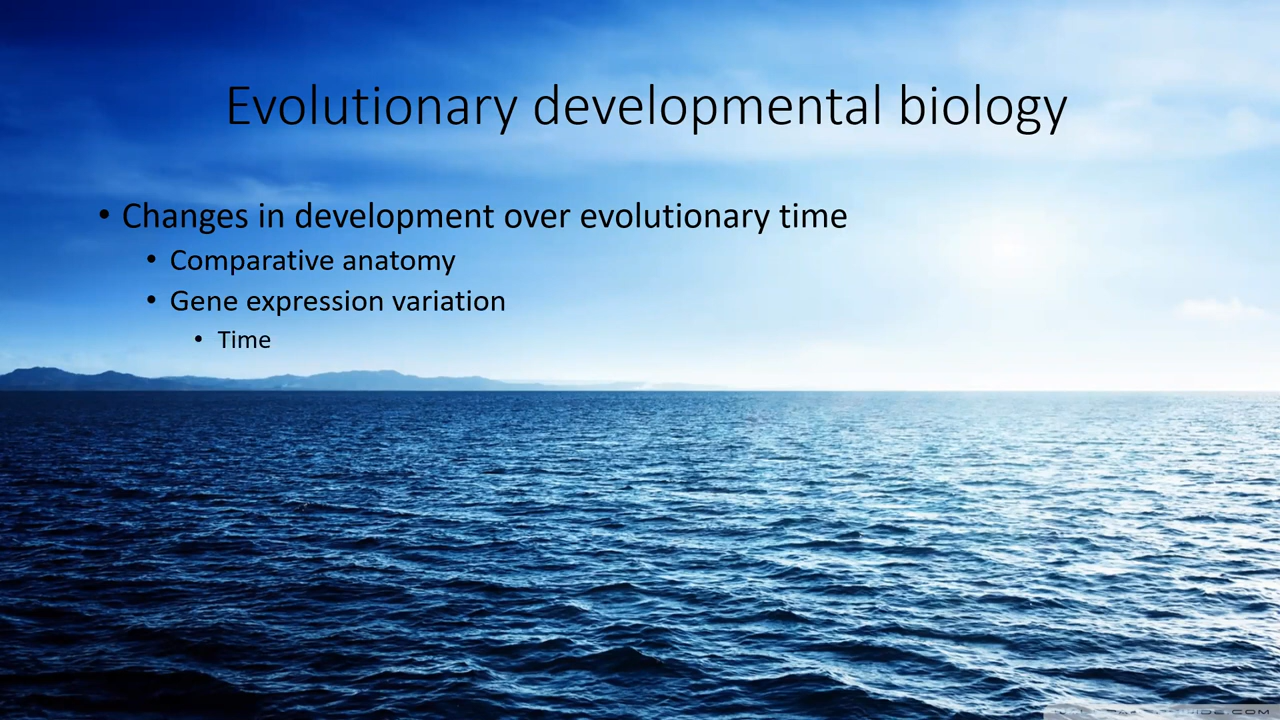 Evolutionary developmental biology
• Changes in development over evolutionary time
• Comparative anatomy
• Gene expression variation
• Time